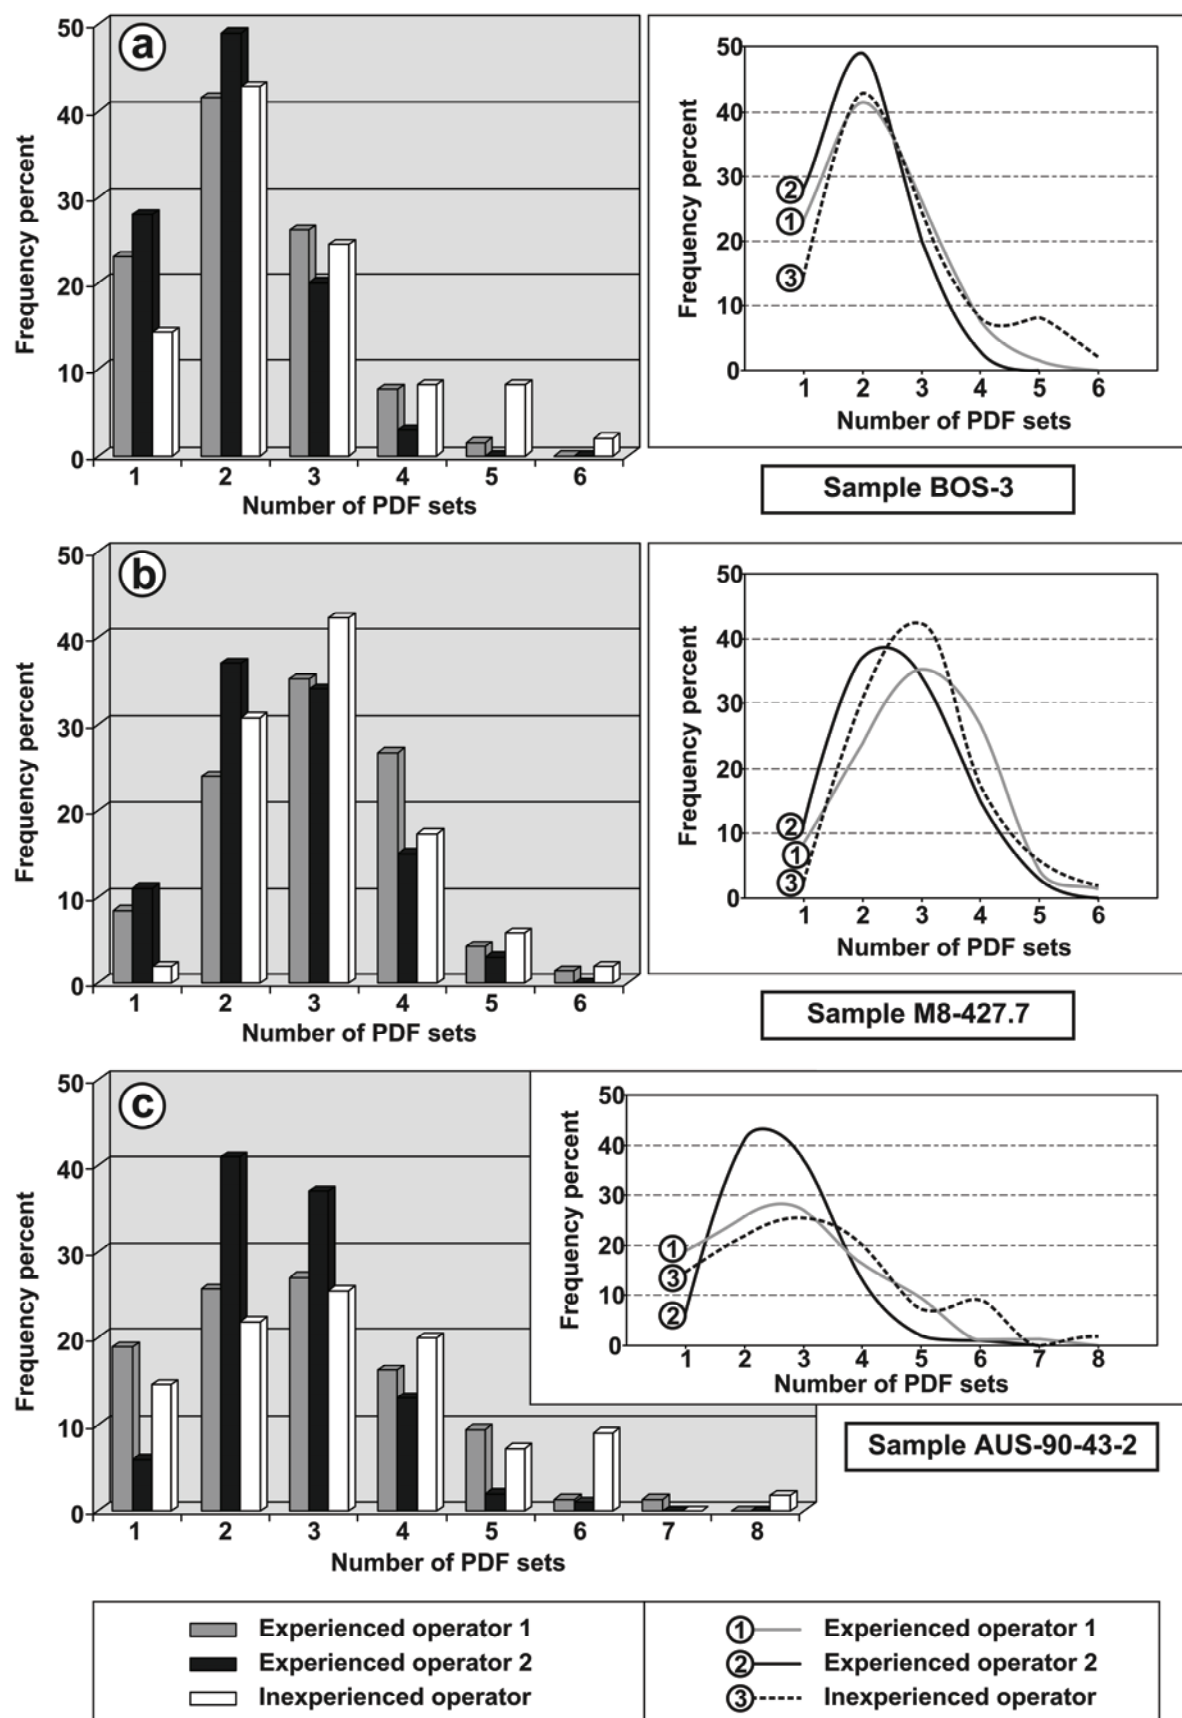 a
50
40
30
20
10
0
Frequency percent
1 2 3 4 5 6
Number of PDF sets
50
40
30
20
10
0
Frequency percent
2
1
3
1 2 3 4 5 6
Number of PDF sets
Sample BOS-3
b
50
40
30
20
10
0
Frequency percent
1 2 3 4 5 6
Number of PDF sets
50
40
30
20
10
0
Frequency percent
2
1
3
1 2 3 4 5 6
Number of PDF sets
Sample M8-427.7
c
50
40
30
20
10
0
Frequency percent
1 2 3 4 5 6 7 8
Number of PDF sets
50
40
30
20
10
0
Frequency percent
1
3
2
1 2 3 4 5 6 7 8
Number of PDF sets
Sample AUS-90-43-2
Experienced operator 1
Experienced operator 2
Inexperienced operator
1 Experienced operator 1
2 Experienced operator 2
3 Inexperienced operator